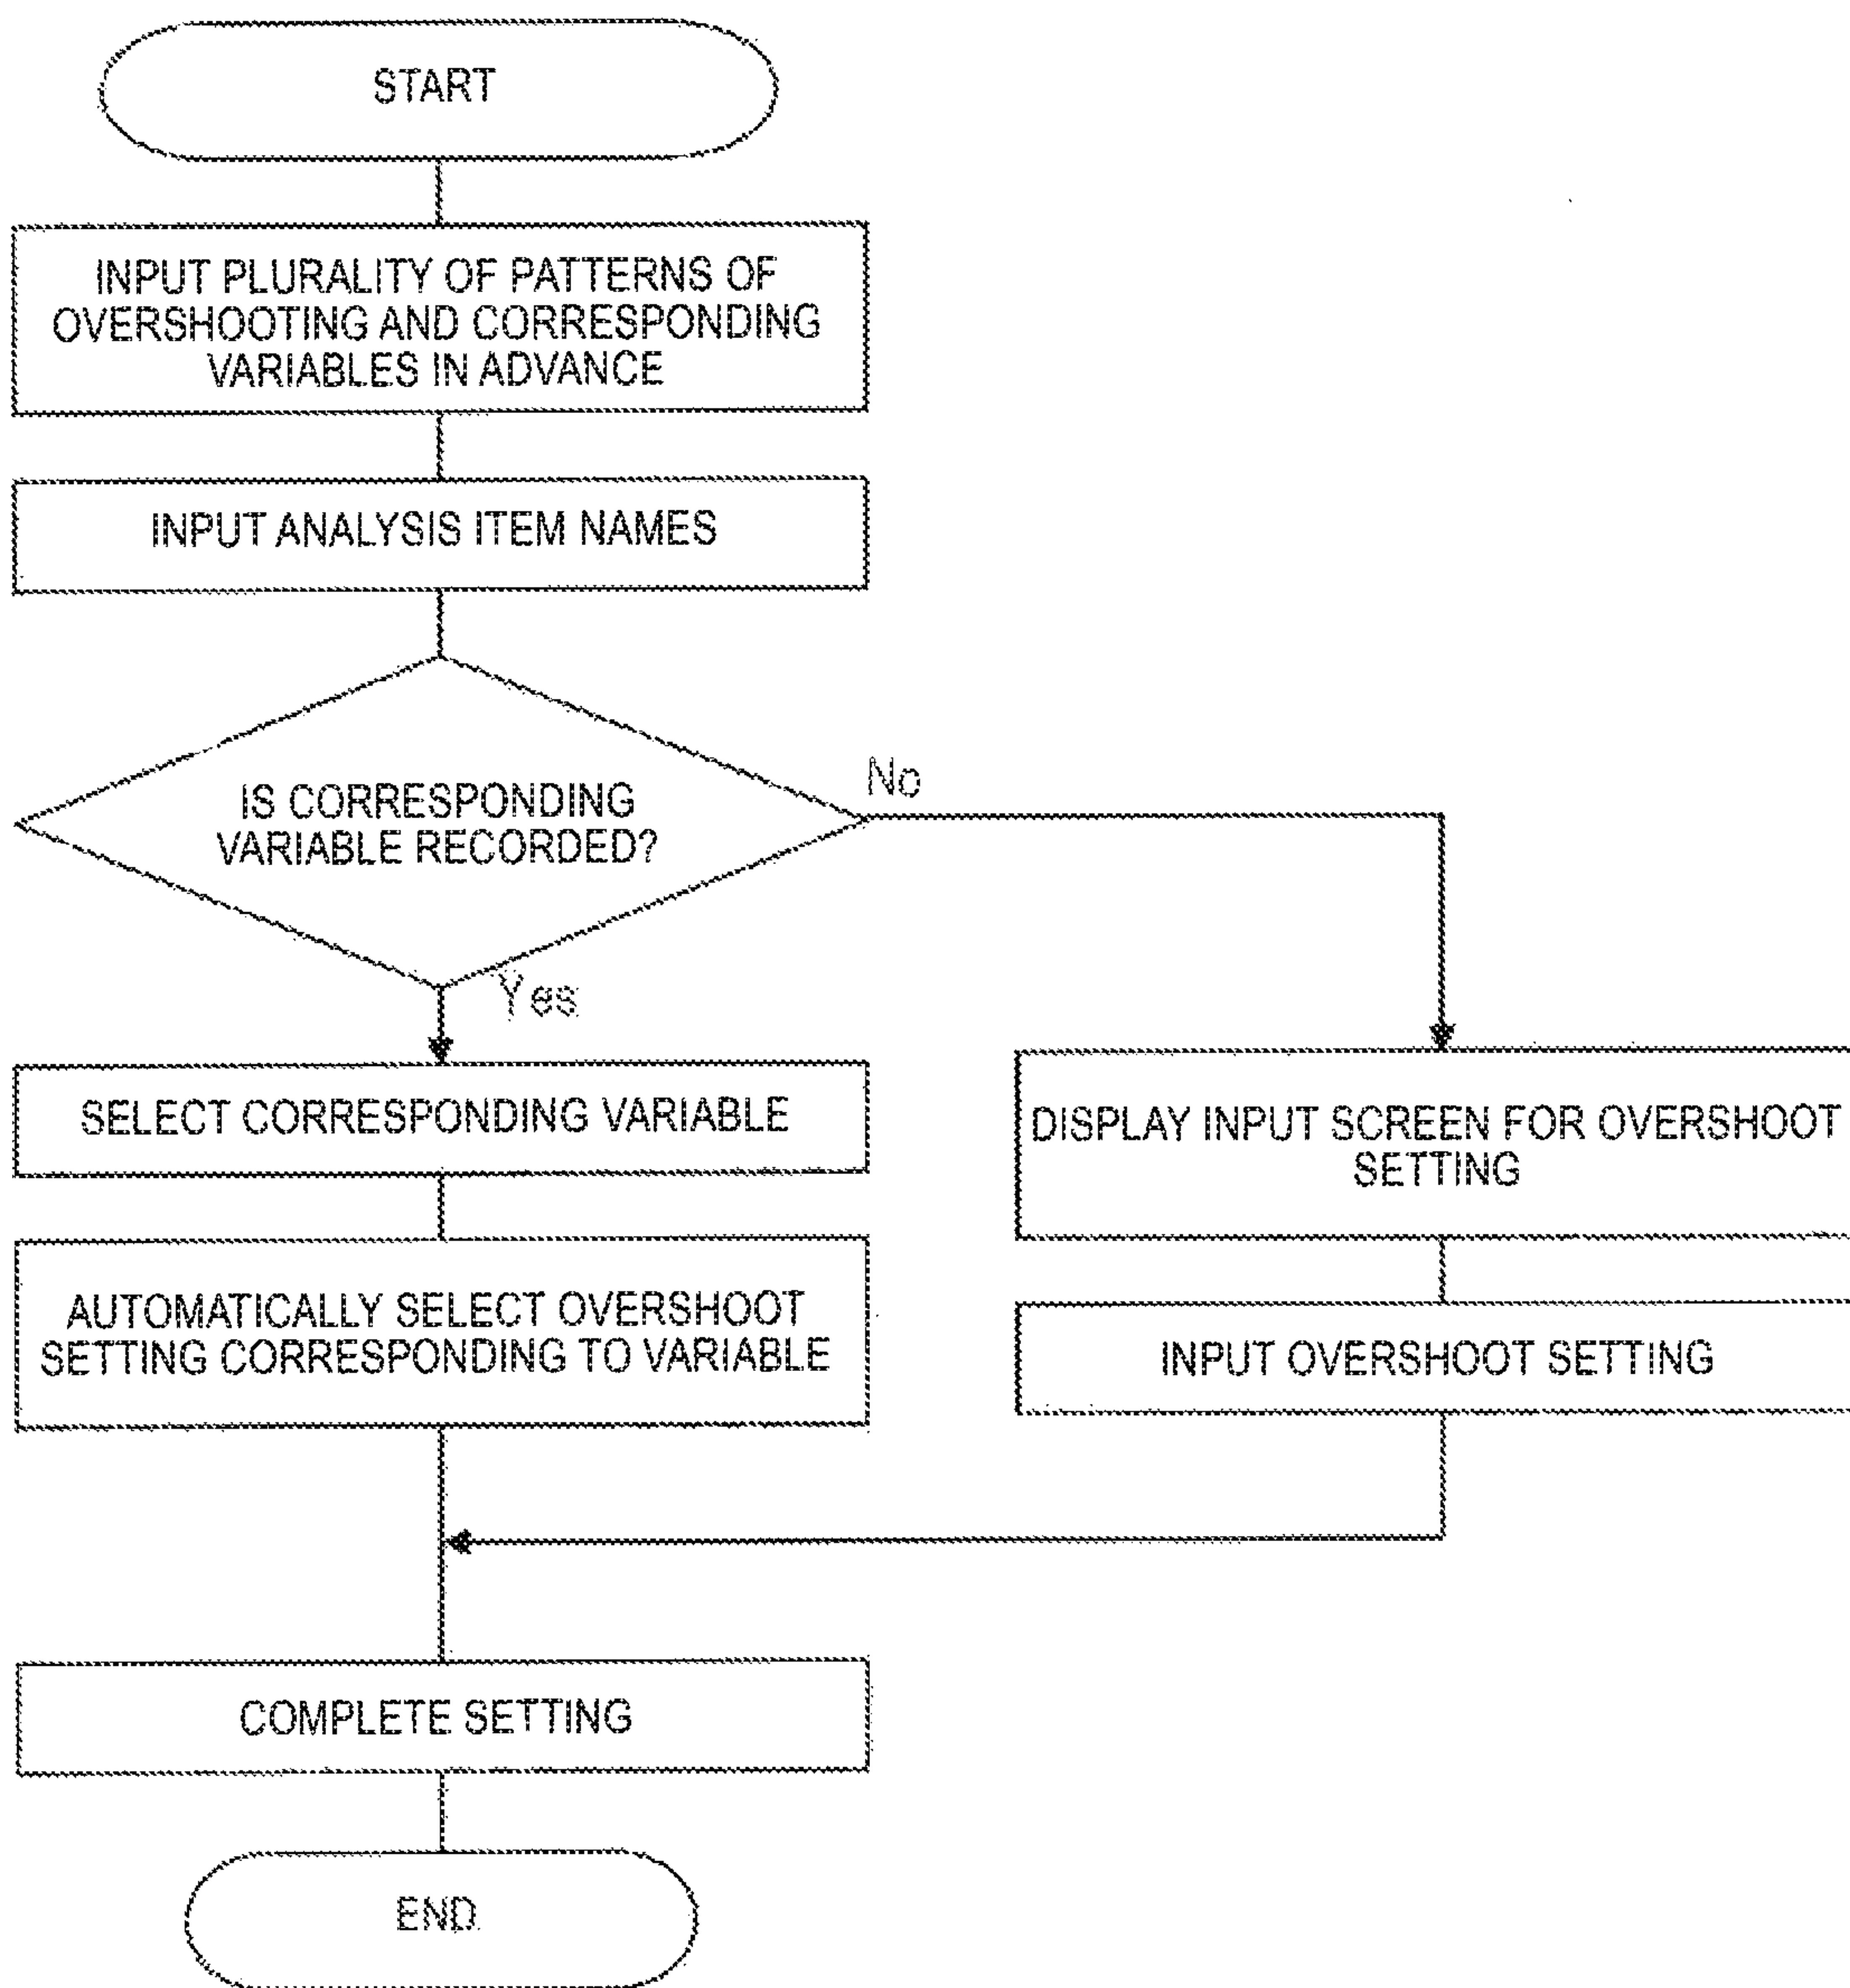 START
INPUT PLURALITY OF PATTERNS OF
OVERSHOOTING AND CORRESPONDING
VARIABLES IN ADVANCE
INPUT ANALYSIS ITEM NAMES
IS CORRESPONDING
VARIABLE RECORDED?
No
Yes
SELECT CORRESPONDING VARIABLE
AUTOMATICALLY SELECT OVERSHOOT
SETTING CORRESPONDING TO VARIABLE
DISPLAY INPUT SCREEN FOR OVERSHOOT
SETTING
INPUT OVERSHOOT SETTING
COMPLETE SETTING
END